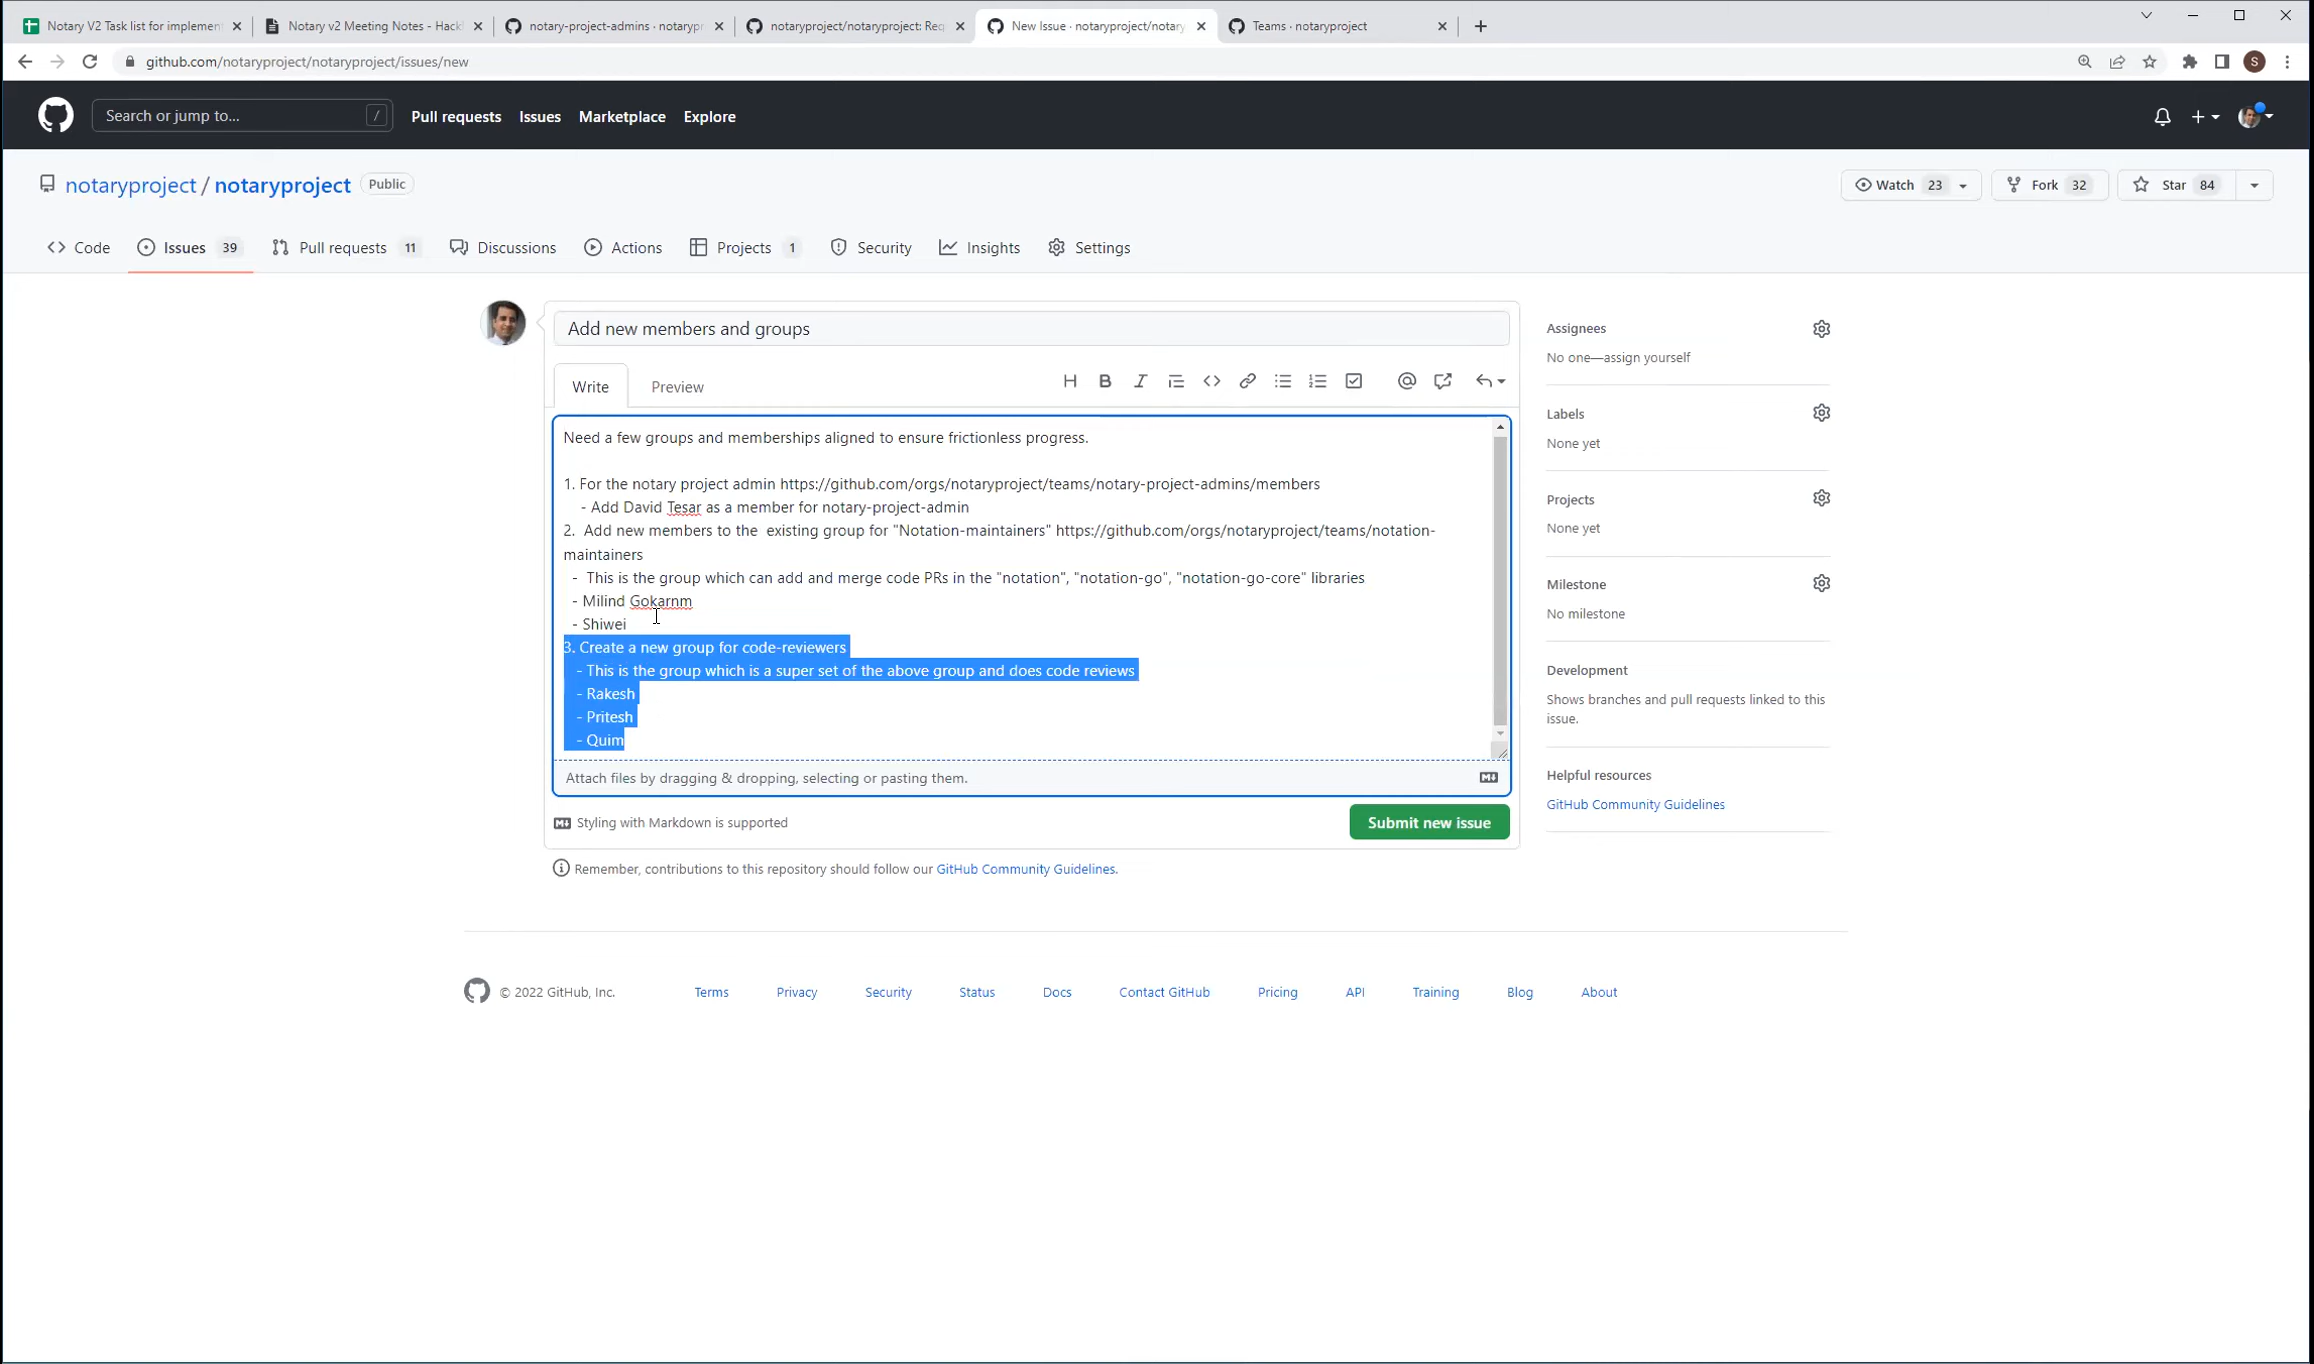 Notary V2 Task list for implemen
Notary v2 Meeting Notes - Hack
notary-project-admins · notarypr
notaryproject/notaryproject: Req
New Issue · notaryproject/notary
Teams · notaryproject
github.com/notaryproject/notaryproject/issues/new
S
Search or jump to...
/
Pull requests
Issues
Marketplace
Explore
notaryproject / notaryproject Public
Watch 23
Fork 32
Star 84
Code
Issues 39
Pull requests 11
Discussions
Actions
Projects 1
Security
Insights
Settings
Add new members and groups
Write
Preview
Need a few groups and memberships aligned to ensure frictionless progress.
1. For the notary project admin https://github.com/orgs/notaryproject/teams/notary-project-admins/members
- Add David Tesar as a member for notary-project-admin
2. Add new members to the existing group for "Notation-maintainers" https://github.com/orgs/notaryproject/teams/notation-
maintainers
- This is the group which can add and merge code PRs in the "notation", "notation-go", "notation-go-core" libraries
- Milind Gokarnm
- Shiwei
3. Create a new group for code-reviewers
- This is the group which is a super set of the above group and does code reviews
- Rakesh
- Pritesh
- Quim
Attach files by dragging & dropping, selecting or pasting them.
Styling with Markdown is supported
Submit new issue
Remember, contributions to this repository should follow our GitHub Community Guidelines.
Assignees
No one—assign yourself
Labels
None yet
Projects
None yet
Milestone
No milestone
Development
Shows branches and pull requests linked to this
issue.
Helpful resources
GitHub Community Guidelines
© 2022 GitHub, Inc.
Terms
Privacy
Security
Status
Docs
Contact GitHub
Pricing
API
Training
Blog
About